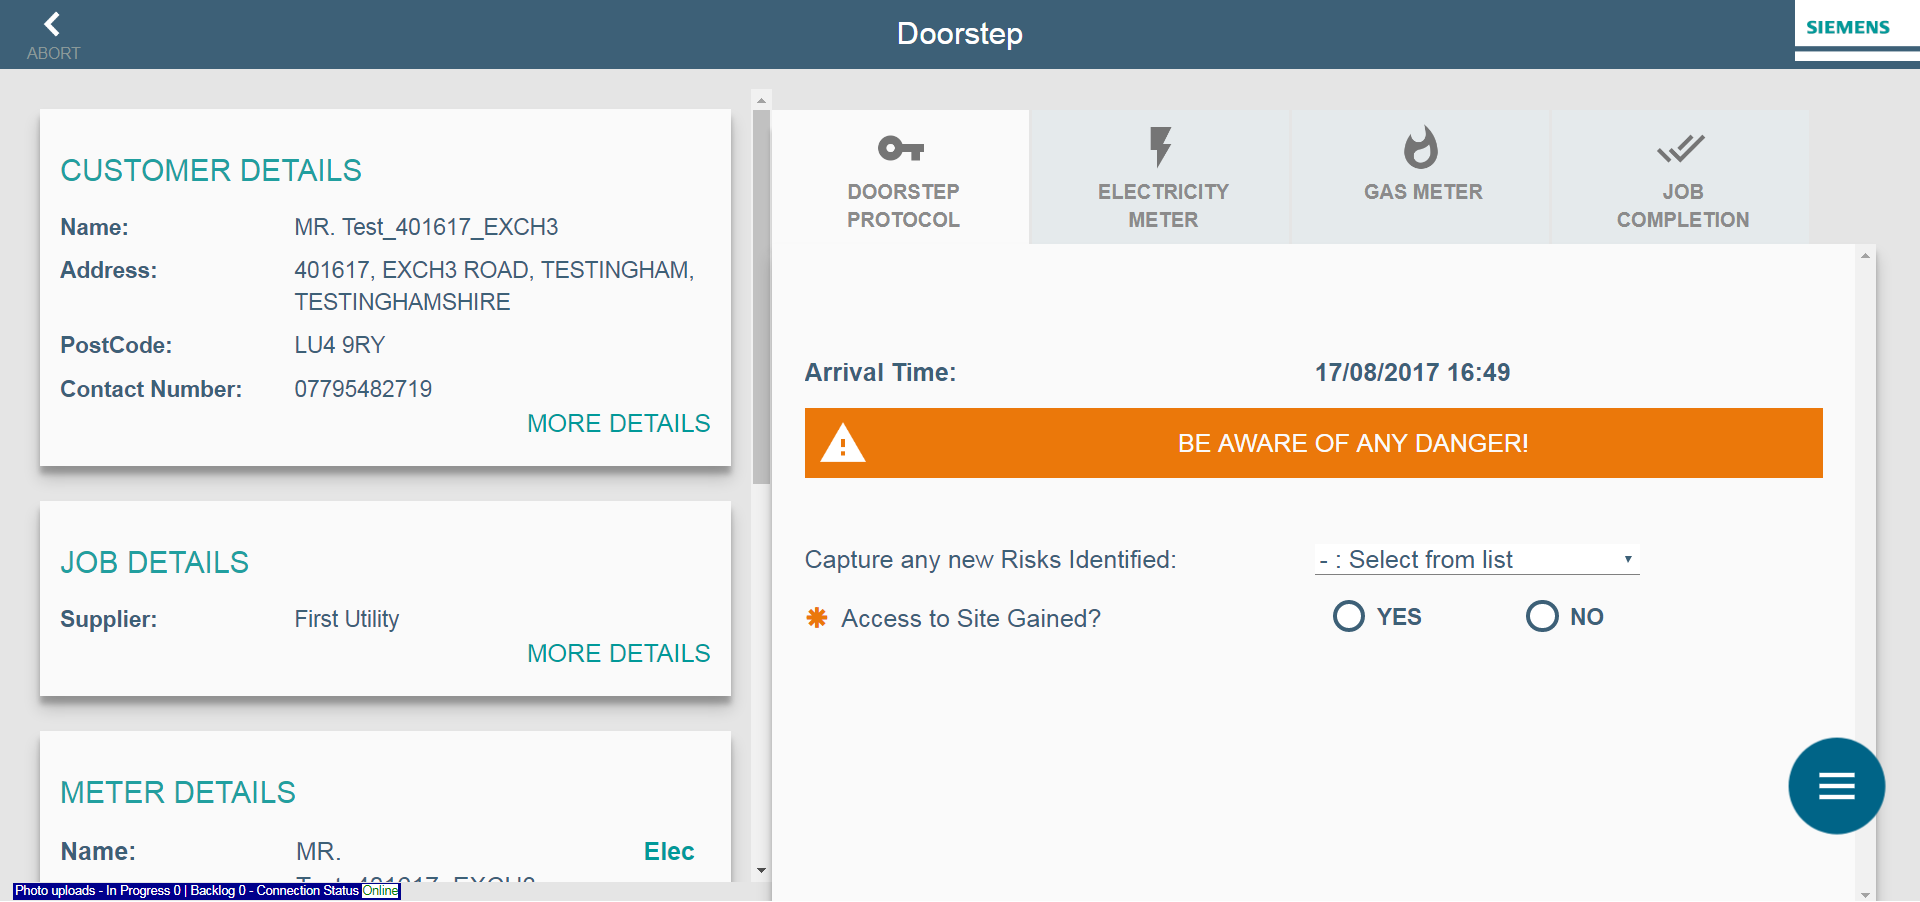 ABORT
Doorstep
SIEMENS
CUSTOMER DETAILS
Name: MR. Test_401617_EXCH3
Address: 401617, EXCH3 ROAD, TESTINGHAM,
TESTINGHAMSHIRE
PostCode: LU4 9RY
Contact Number: 07795482719
MORE DETAILS
JOB DETAILS
Supplier: First Utility
MORE DETAILS
METER DETAILS
Name: MR. Elec
Test_401617_EXCH3
Photo uploads - In Progress 0 | Backlog 0 - Connection Status Online
DOORSTEP
PROTOCOL
ELECTRICITY
METER
GAS METER
JOB
COMPLETION
Arrival Time: 17/08/2017 16:49
BE AWARE OF ANY DANGER!
Capture any new Risks Identified: - : Select from list
Access to Site Gained? YES NO